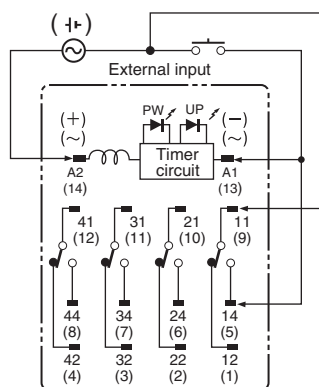 External input
PW UP
(+) (−)
(~) (~)
Timer
circuit
A2 A1
(14) (13)
41 31 21 11
(12) (11) (10) (9)
44 34 24 14
(8) (7) (6) (5)
42 32 22 12
(4) (3) (2) (1)